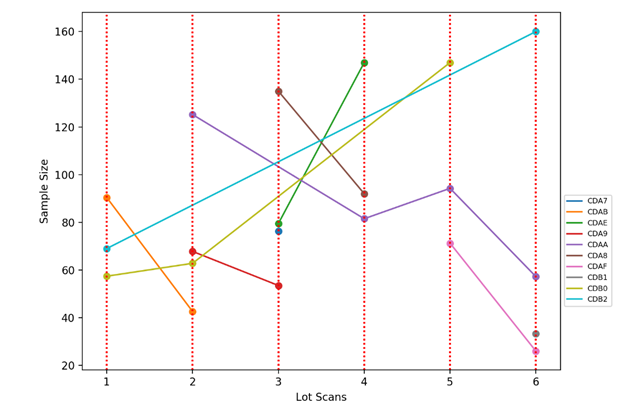 160
140
120
100
80
60
40
20
Sample Size
1 2 3 4 5 6
Lot Scans
CDA7
CDAB
CDAE
CDA9
CDAA
CDA8
CDAF
CDB1
CDB0
CDB2